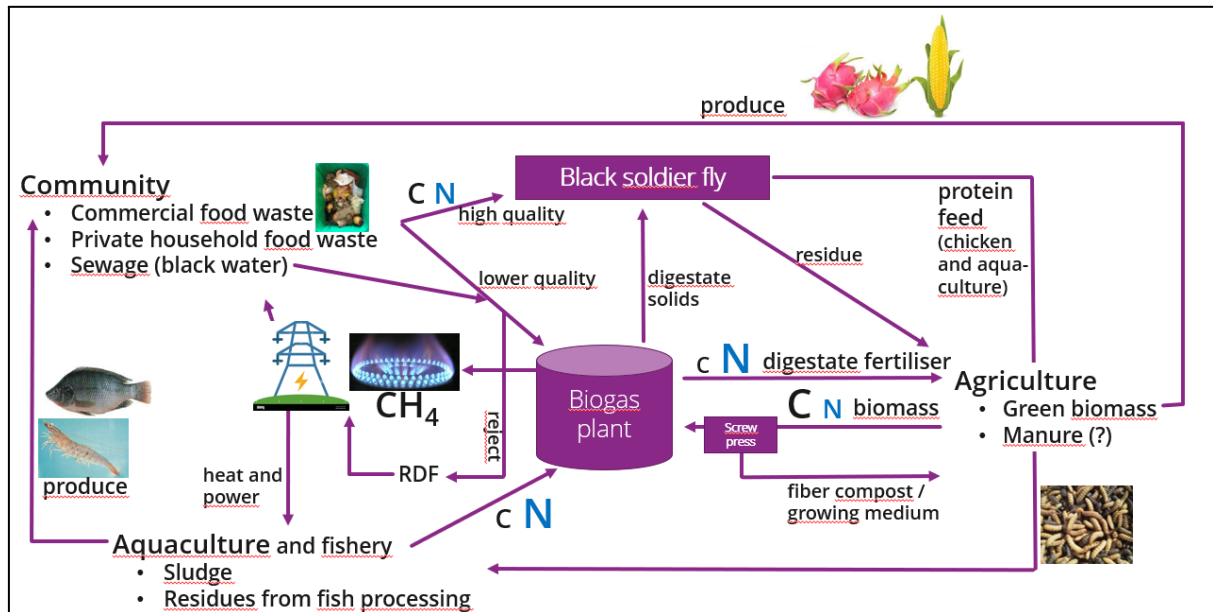 produce
Community
• Commercial food waste
• Private household food waste
• Sewage (black water)
C N
high quality
lower quality
Black soldier fly
digestate
solids
residue
protein
feed
(chicken
and aqua-
culture)
CH4
Biogas
plant
C N digestate fertiliser
C N biomass
Screw
press
fiber compost /
growing medium
Agriculture
• Green biomass
• Manure (?)
reject
RDF
heat and
power
produce
C N
Aquaculture and fishery
• Sludge
• Residues from fish processing